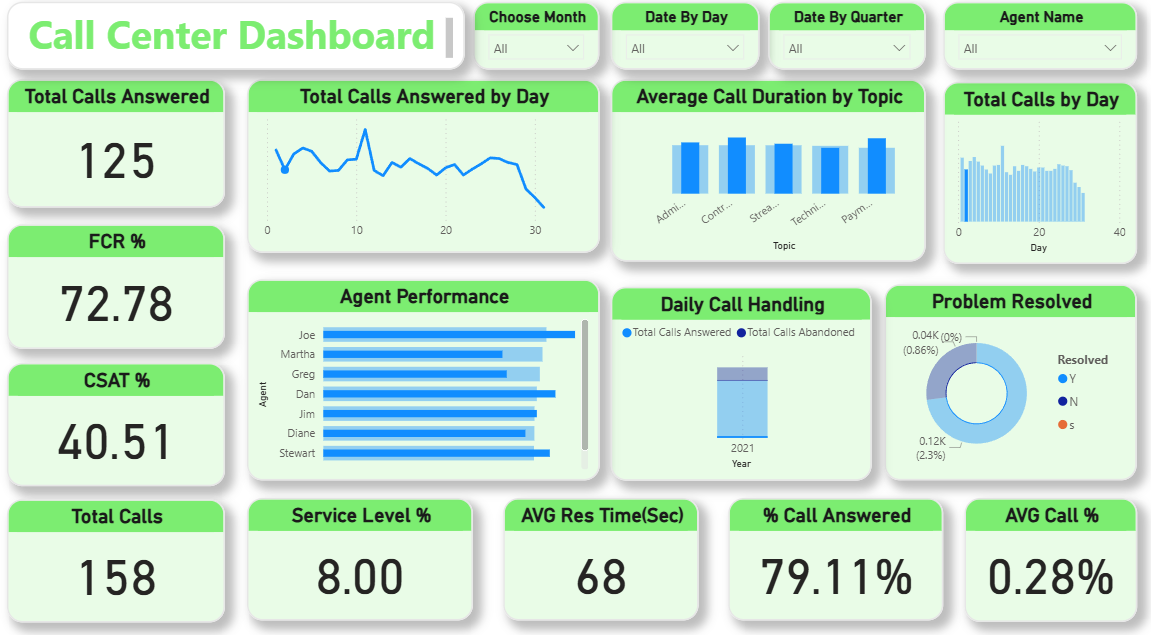 Call Center Dashboard
Choose Month
All
Date By Day
All
Date By Quarter
All
Agent Name
All
Total Calls Answered
125
Total Calls Answered by Day
0
10
20
30
Average Call Duration by Topic
Admi...
Contr...
Strea...
Techni...
Paym...
Topic
Total Calls by Day
0
20
40
Day
FCR %
72.78
CSAT %
40.51
Agent Performance
Agent
Joe
Martha
Greg
Dan
Jim
Diane
Stewart
Daily Call Handling
Total Calls Answered Total Calls Abandoned
2021
Year
Problem Resolved
0.04K (0%)
(0.86%)
0.12K
(2.3%)
Resolved
Y
N
s
Total Calls
158
Service Level %
8.00
AVG Res Time(Sec)
68
% Call Answered
79.11%
AVG Call %
0.28%